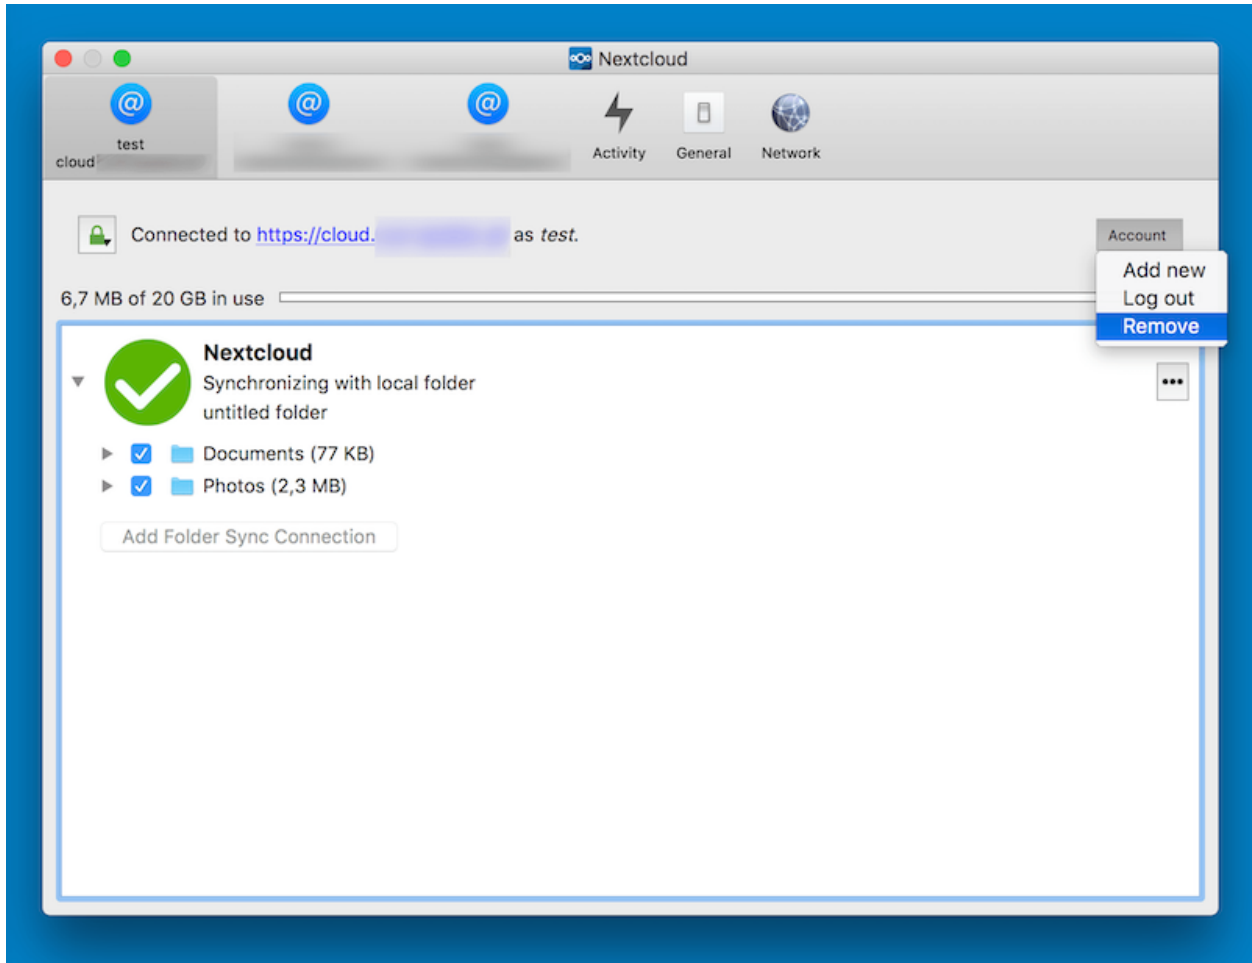 Nextcloud
test
cloud
Activity
General
Network
Connected to https://cloud. as test.
Account
Add new
Log out
Remove
6,7 MB of 20 GB in use
Nextcloud
Synchronizing with local folder
untitled folder
Documents (77 KB)
Photos (2,3 MB)
Add Folder Sync Connection